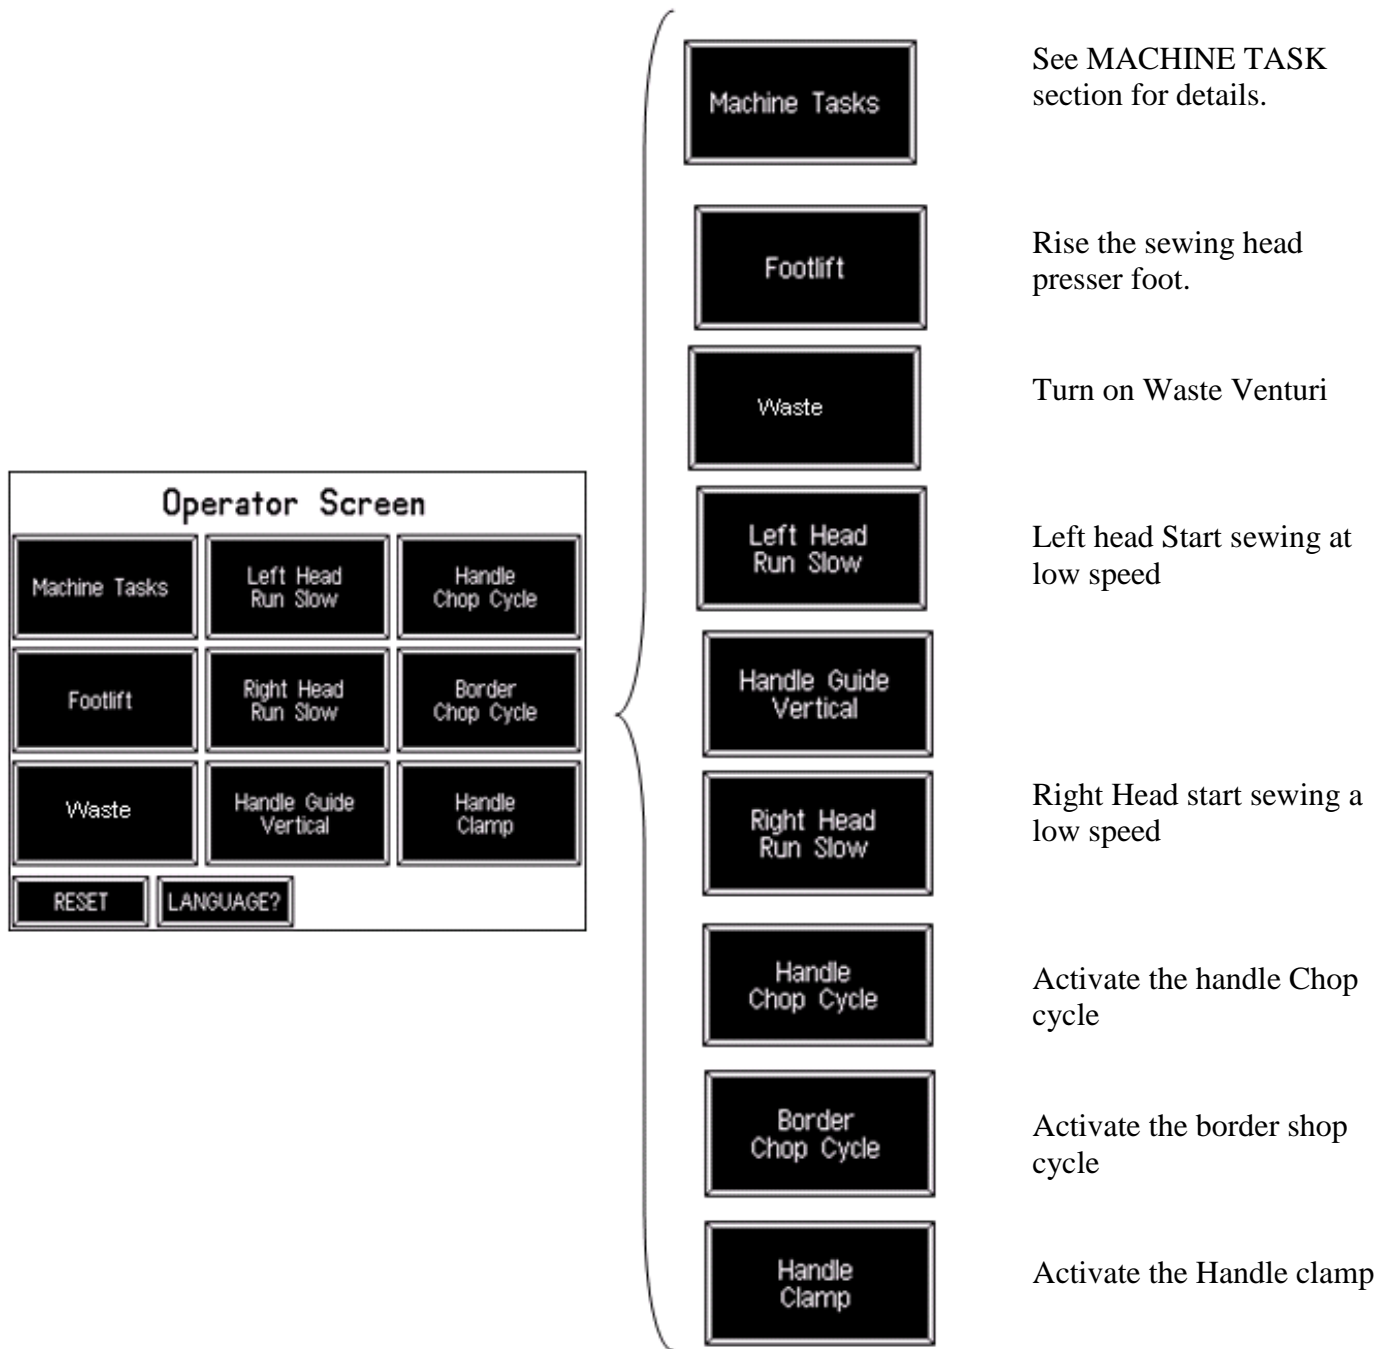 Operator Screen
Machine Tasks
Left Head
Run Slow
Handle
Chop Cycle
Footlift
Right Head
Run Slow
Border
Chop Cycle
Waste
Handle Guide
Vertical
Handle
Clamp
RESET
LANGUAGE?
Machine Tasks
See MACHINE TASK
section for details.
Footlift
Rise the sewing head
presser foot.
Waste
Turn on Waste Venturi
Left Head
Run Slow
Left head Start sewing at
low speed
Handle Guide
Vertical
Right Head
Run Slow
Right Head start sewing a
low speed
Handle
Chop Cycle
Activate the handle Chop
cycle
Border
Chop Cycle
Activate the border shop
cycle
Handle
Clamp
Activate the Handle clamp